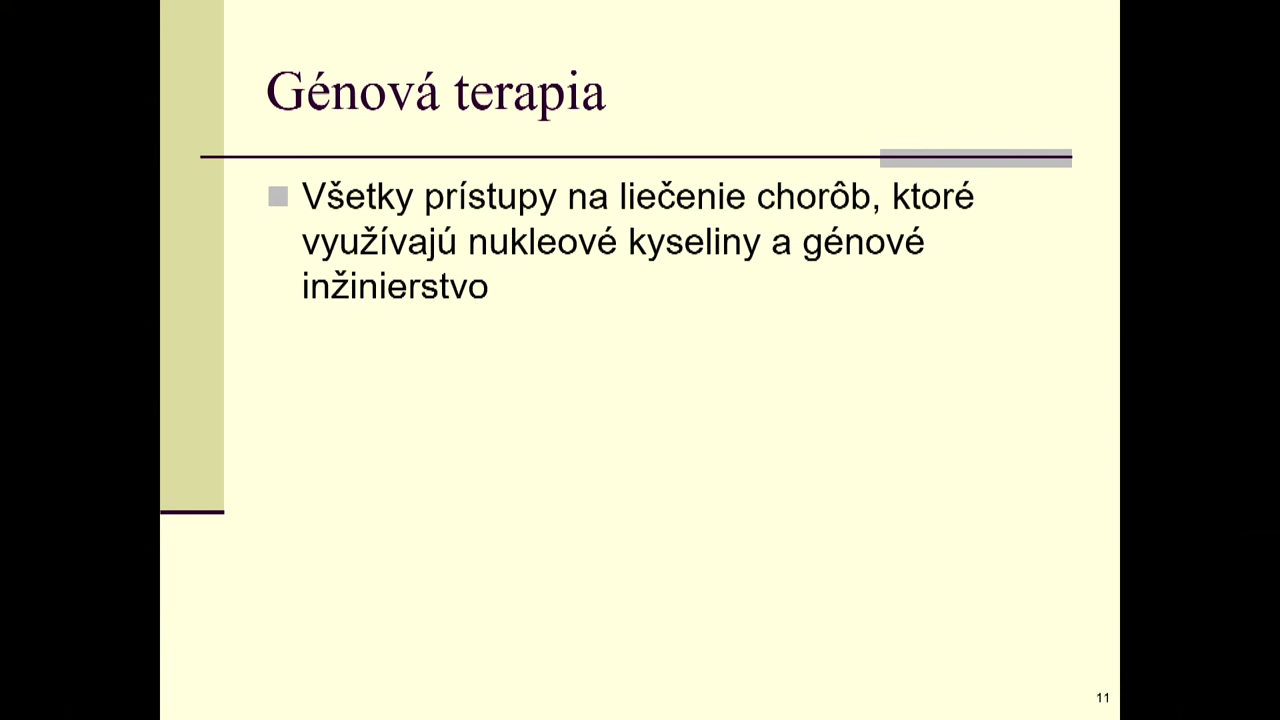 Génová terapia
Všetky prístupy na liečenie chorôb, ktoré
využívajú nukleové kyseliny a génové
inžinierstvo
11